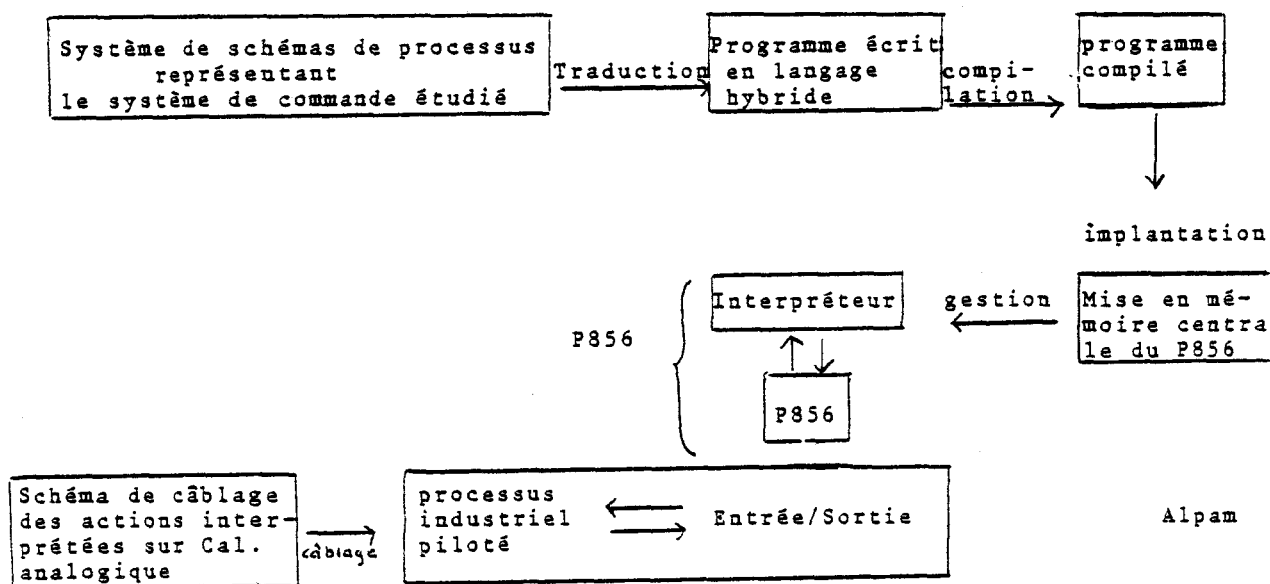 Système de schémas de processus
représentant
le système de commande étudié
Traduction
Programme écrit
en langage
hybride
compi-
lation
programme
compilé
implantation
Mise en mé-
moire centra
le du P856
gestion
Interpréteur
P856
P856
Schéma de câblage
des actions inter-
prétées sur Cal.
analogique
câblage
processus
industriel
piloté
Entrée/Sortie
Alpam